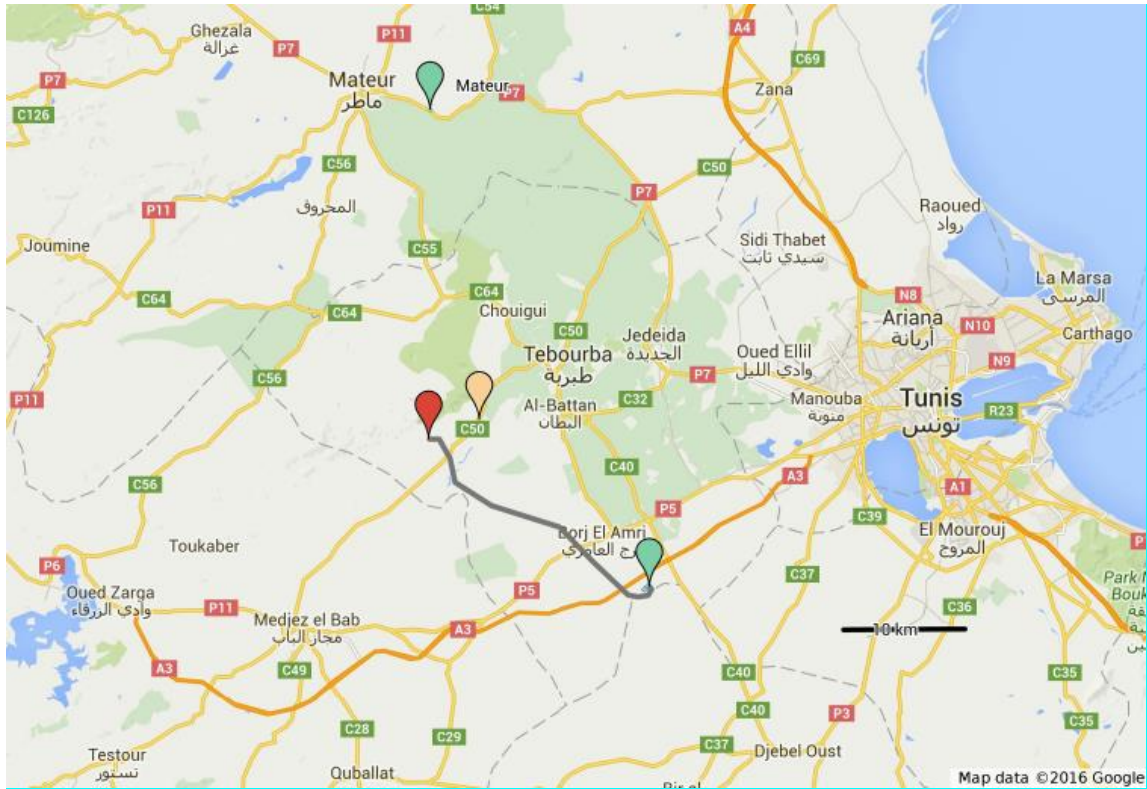 C54
Ghezala
غزالة
P11
P7
Mateur
ماطر
Mateur
P7
A4
C69
Zana
P7
C126
C56
المحروق
P11
Joumine
C55
C64
C64
C64
Chouigui
P7
C50
Sidi Thabet
سيدي ثابت
Raoued
رواد
La Marsa
المرسى
N8
Ariana
أريانة
N10
Carthago
C50
Jedeida
الجديدة
Tebourba
طبربة
Oued Ellil
وادي الليل
N9
P7
C56
P11
C32
Al-Battan
البطان
Manouba
منوبة
Tunis
تونس
R23
C50
C40
C56
A3
A1
P5
C39
El Mourouj
المروج
Toukaber
Borj El Amri
رج العامري
P6
Oued Zarga
وادي الزرقاء
P11
P5
C37
C36
Park N
Bouk
Medjez el Bab
مجاز الباب
A3
10 km
A3
C49
C40
C35
C40
C35
P3
C28
C29
C37
Testour
تستور
Quballat
Djebel Oust
Map data ©2016 Google